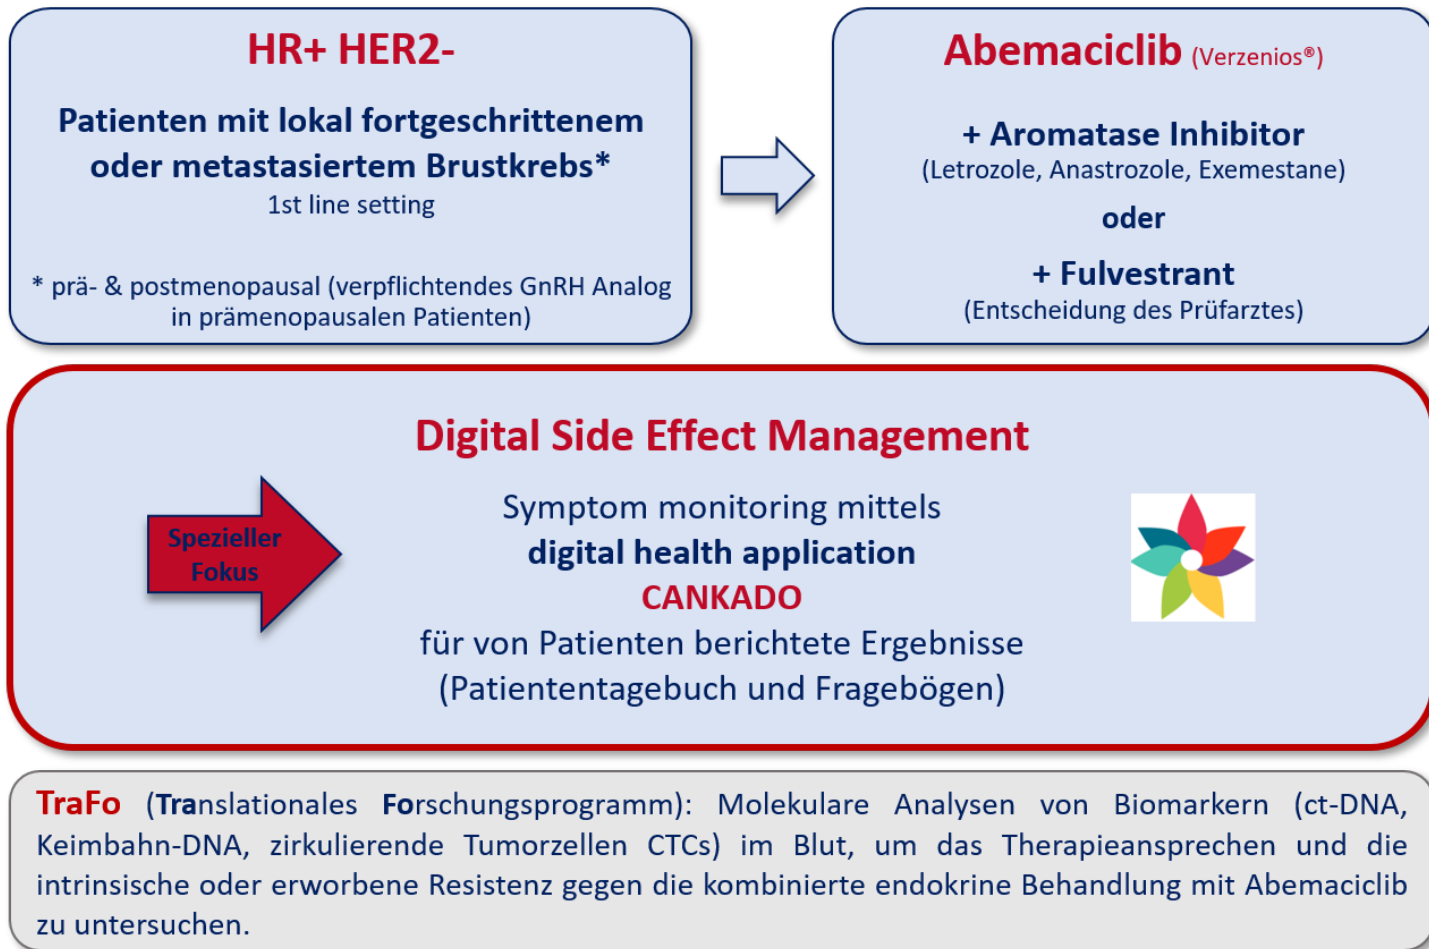 HR+ HER2-
Patienten mit lokal fortgeschrittenem
oder metastasiertem Brustkrebs*
1st line setting
* prä- & postmenopausal (verpflichtendes GnRH Analog
in prämenopausalen Patienten)
Abemaciclib (Verzenios®)
+ Aromatase Inhibitor
(Letrozole, Anastrozole, Exemestane)
oder
+ Fulvestrant
(Entscheidung des Prüfarztes)
Digital Side Effect Management
Spezieller
Fokus
Symptom monitoring mittels
digital health application
CANKADO
für von Patienten berichtete Ergebnisse
(Patiententagebuch und Fragebögen)
TraFo (Translationales Forschungsprogramm): Molekulare Analysen von Biomarkern (ct-DNA,
Keimbahn-DNA, zirkulierende Tumorzellen CTCs) im Blut, um das Therapieansprechen und die
intrinsische oder erworbene Resistenz gegen die kombinierte endokrine Behandlung mit Abemaciclib
zu untersuchen.